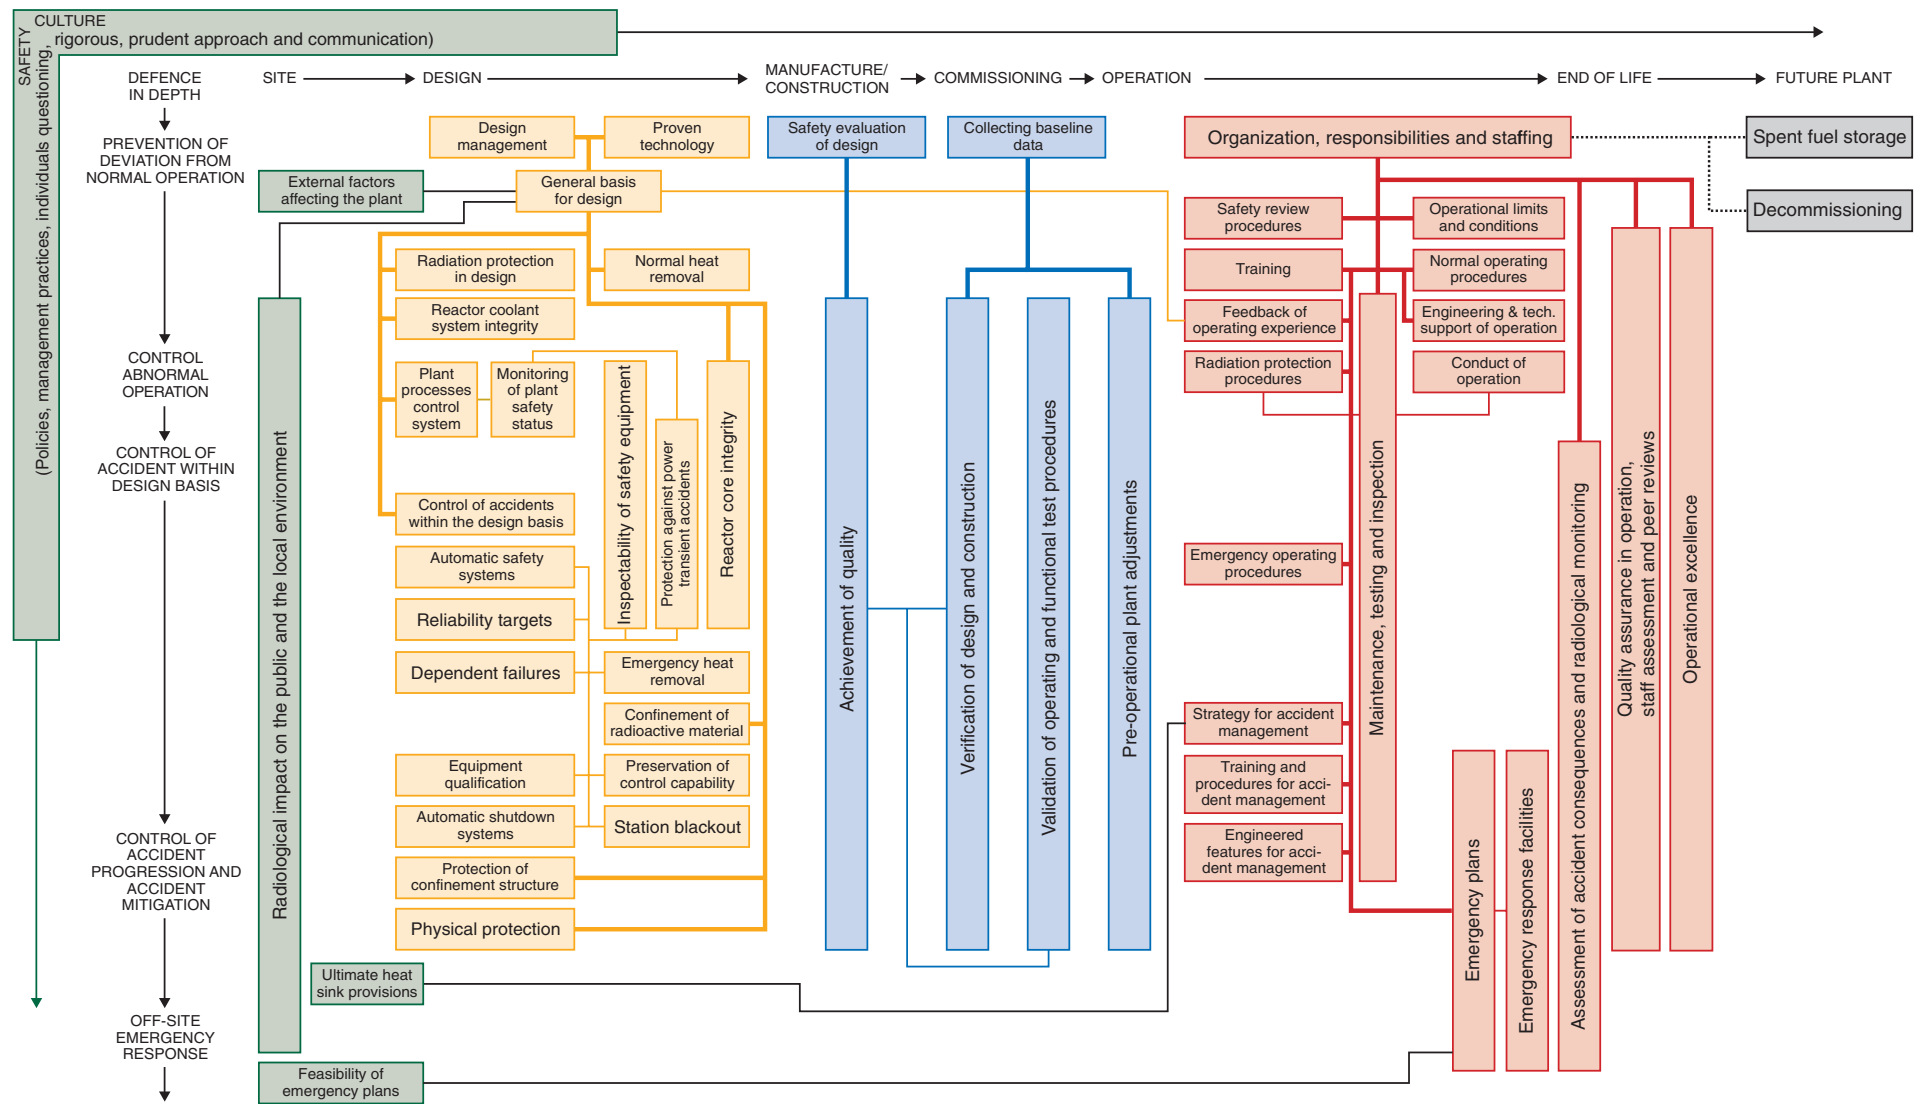 SAFETY
CULTURE
(Policies, management practices, individuals questioning,
rigorous, prudent approach and communication)
DEFENCE
IN DEPTH
SITE
DESIGN
MANUFACTURE/
CONSTRUCTION
COMMISSIONING
OPERATION
END OF LIFE
FUTURE PLANT
PREVENTION OF
DEVIATION FROM
NORMAL OPERATION
CONTROL
ABNORMAL
OPERATION
CONTROL OF
ACCIDENT WITHIN
DESIGN BASIS
CONTROL OF
ACCIDENT
PROGRESSION AND
ACCIDENT
MITIGATION
OFF-SITE
EMERGENCY
RESPONSE
External factors
affecting the plant
Radiological impact on the public and the local environment
Ultimate heat
sink provisions
Feasibility of
emergency plans
Design
management
Proven
technology
General basis
for design
Radiation protection
in design
Normal heat
removal
Reactor coolant
system integrity
Plant
processes
control
system
Monitoring
of plant
safety
status
Inspectability of safety equipment
Protection against power
transient accidents
Reactor core integrity
Control of accidents
within the design basis
Automatic safety
systems
Reliability targets
Dependent failures
Emergency heat
removal
Confinement of
radioactive material
Equipment
qualification
Preservation of
control capability
Automatic shutdown
systems
Station blackout
Protection of
confinement structure
Physical protection
Safety evaluation
of design
Collecting baseline
data
Achievement of quality
Verification of design and construction
Validation of operating and functional test procedures
Pre-operational plant adjustments
Organization, responsibilities and staffing
Safety review
procedures
Operational limits
and conditions
Training
Normal operating
procedures
Feedback of
operating experience
Engineering & tech.
support of operation
Radiation protection
procedures
Conduct of
operation
Maintenance, testing and inspection
Emergency operating
procedures
Strategy for accident
management
Training and
procedures for acci-
dent management
Engineered
features for acci-
dent management
Emergency plans
Emergency response facilities
Assessment of accident consequences and radiological monitoring
Quality assurance in operation,
staff assessment and peer reviews
Operational excellence
Spent fuel storage
Decommissioning